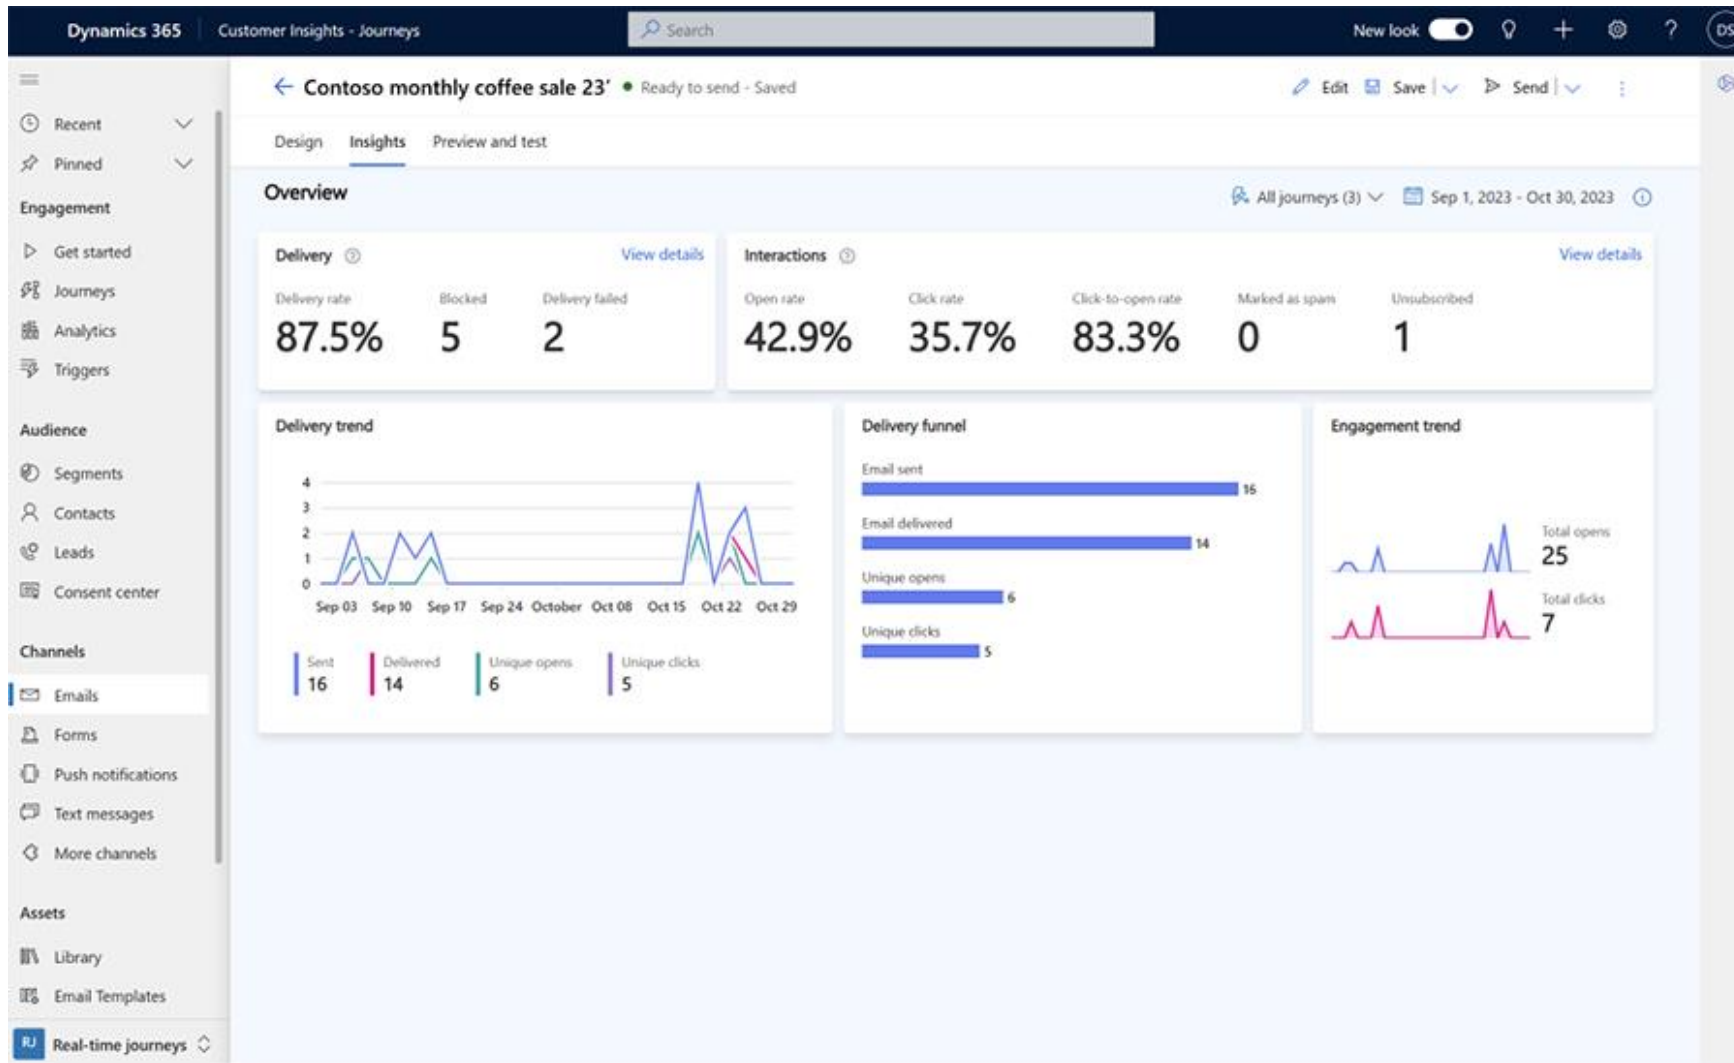 Dynamics 365
Customer Insights - Journeys
Search
New look
DS
Contoso monthly coffee sale 23' Ready to send - Saved
Edit Save Send
Recent
Pinned
Engagement
Get started
Journeys
Analytics
Triggers
Audience
Segments
Contacts
Leads
Consent center
Channels
Emails
Forms
Push notifications
Text messages
More channels
Assets
Library
Email Templates
RJ Real-time journeys
Design Insights Preview and test
Overview
All journeys (3) Sep 1, 2023 - Oct 30, 2023
Delivery View details
Delivery rate Blocked Delivery failed
87.5% 5 2
Interactions View details
Open rate Click rate Click-to-open rate Marked as spam Unsubscribed
42.9% 35.7% 83.3% 0 1
Delivery trend
4
3
2
1
0
Sep 03 Sep 10 Sep 17 Sep 24 October Oct 08 Oct 15 Oct 22 Oct 29
Sent Delivered Unique opens Unique clicks
16 14 6 5
Delivery funnel
Email sent
16
Email delivered
14
Unique opens
6
Unique clicks
5
Engagement trend
Total opens
25
Total clicks
7